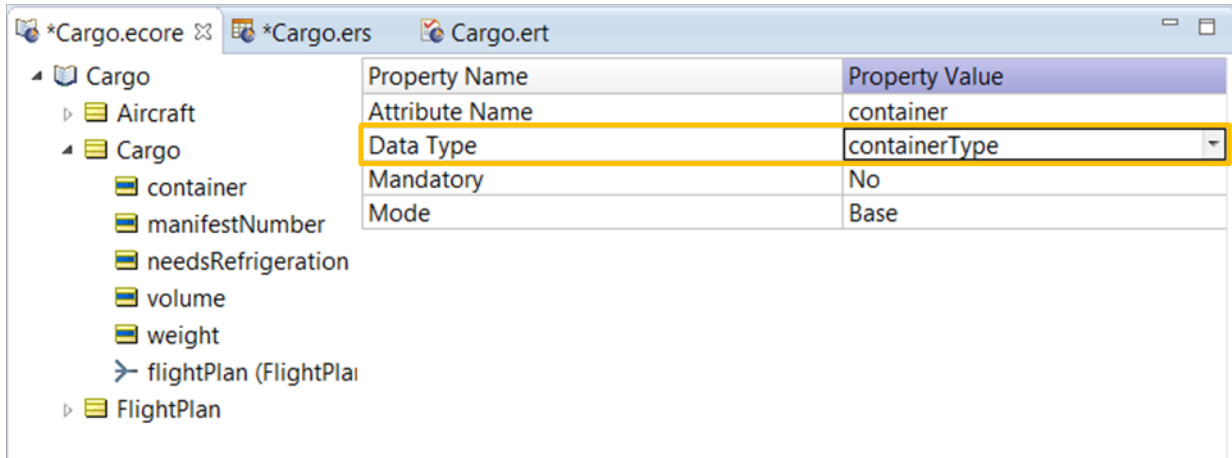 *Cargo.ecore
*Cargo.ers
Cargo.ert
Cargo
Aircraft
Cargo
container
manifestNumber
needsRefrigeration
volume
weight
flightPlan (FlightPla
FlightPlan
Property Name Property Value
Attribute Name container
Data Type containerType
Mandatory No
Mode Base